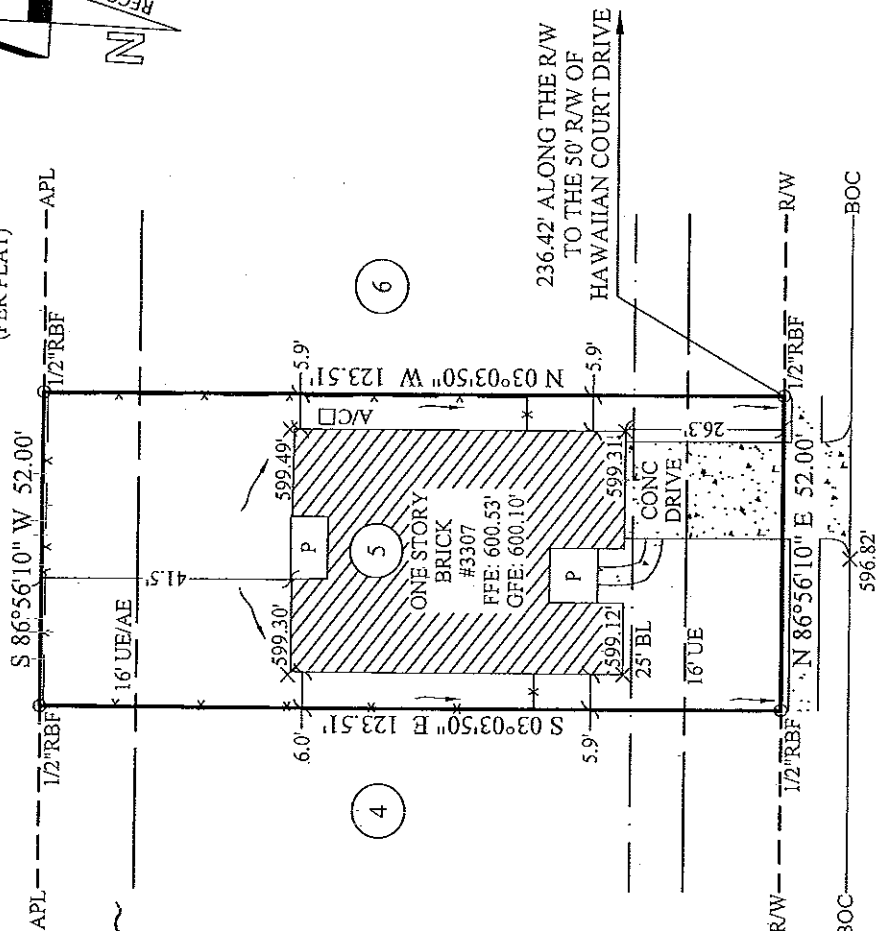 RECO
N
(PER PLAT)
S 86°56'10" W 52.00'
APL
APL
1/2"RBF
1/2"RBF
16' UE/AE
41.5'
236.42' ALONG THE R/W
TO THE 50' R/W OF
HAWAIIAN COURT DRIVE
6
4
5
N 03°03'50" W 123.51'
S 03°03'50" E 123.51'
5.9'
6.0'
A/C
599.49'
599.30'
P
ONE STORY
BRICK
#3307
FFE: 600.53'
GFE: 600.10'
P
5.9'
5.9'
599.31'
599.12'
26.3'
CONC
DRIVE
25' BL
16' UE
1/2"RBF
1/2"RBF
R/W
R/W
N 86°56'10" E 52.00'
BOC
BOC
596.82'